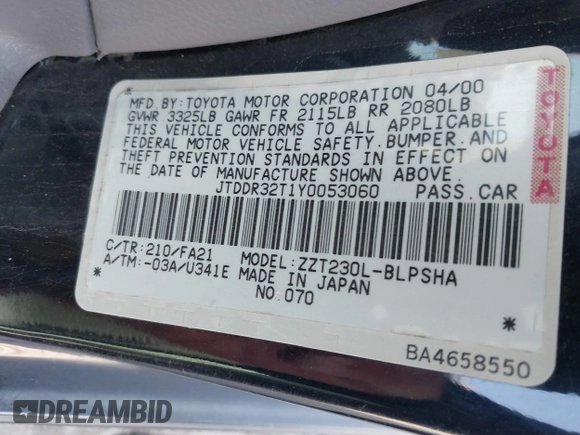 MFD.BY:TOYOTA MOTOR CORPORATION 04/00
GVWR 3325LB GAWR FR 2115LB RR 2080LB
THIS VEHICLE CONFORMS TO ALL APPLICABLE
FEDERAL MOTOR VEHICLE SAFETY,BUMPER,AND
THEFT PREVENTION STANDARDS IN EFFECT ON
THE DATE OF MANUFACTURE SHOWN ABOVE.
JTDDR32T1Y0053060 PASS.CAR
C/TR:210/FA21 MODEL:ZZT230L-BLPSHA
A/TM:-03A/U341E MADE IN JAPAN
* NO.070 *
BA4658550
TOYOTA
DREAMBID